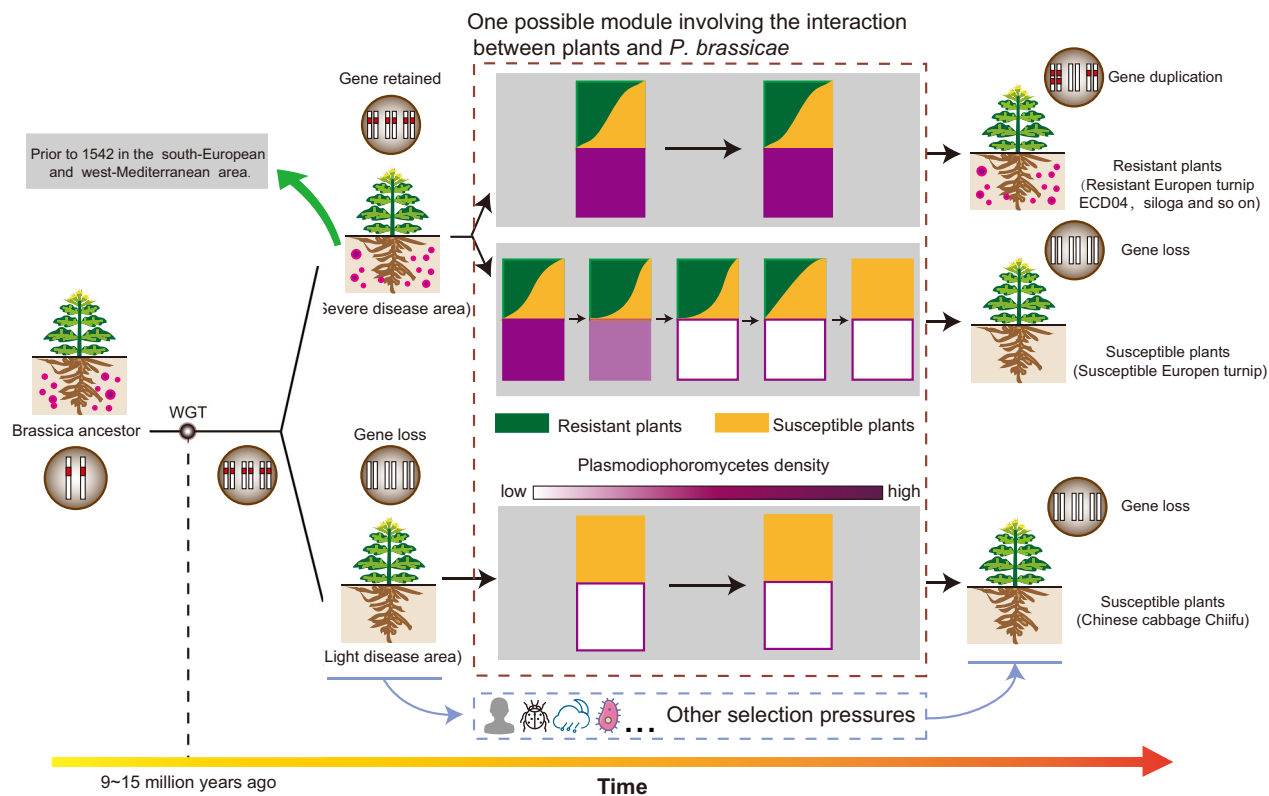 One possible module involving the interaction
between plants and P. brassicae
Gene retained
Prior to 1542 in the south-European
and west-Mediterranean area.
Severe disease area)
Gene duplication
Resistant plants
(Resistant Europen turnip
ECD04, siloga and so on)
Gene loss
Susceptible plants
(Susceptible Europen turnip)
Brassica ancestor
WGT
Gene loss
Light disease area)
Resistant plants
Susceptible plants
Plasmodiophoromycetes density
low
high
Gene loss
Susceptible plants
(Chinese cabbage Chiifu)
... Other selection pressures
9~15 million years ago
Time